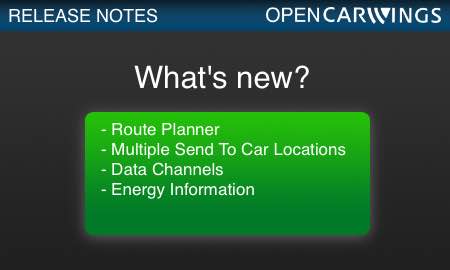 RELEASE NOTES
OPENCARWINGS
What's new?
- Route Planner
- Multiple Send To Car Locations
- Data Channels
- Energy Information